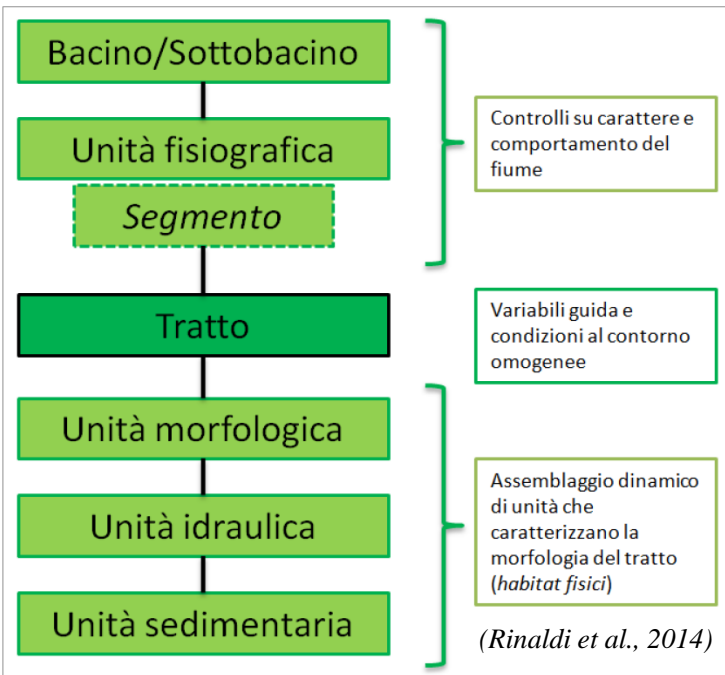 Bacino/Sottobacino
Unità fisiografica
Segmento
Tratto
Unità morfologica
Unità idraulica
Unità sedimentaria
Controlli su carattere e
comportamento del
fiume
Variabili guida e
condizioni al contorno
omogenee
Assemblaggio dinamico
di unità che
caratterizzano la
morfologia del tratto
(habitat fisici)
(Rinaldi et al., 2014)